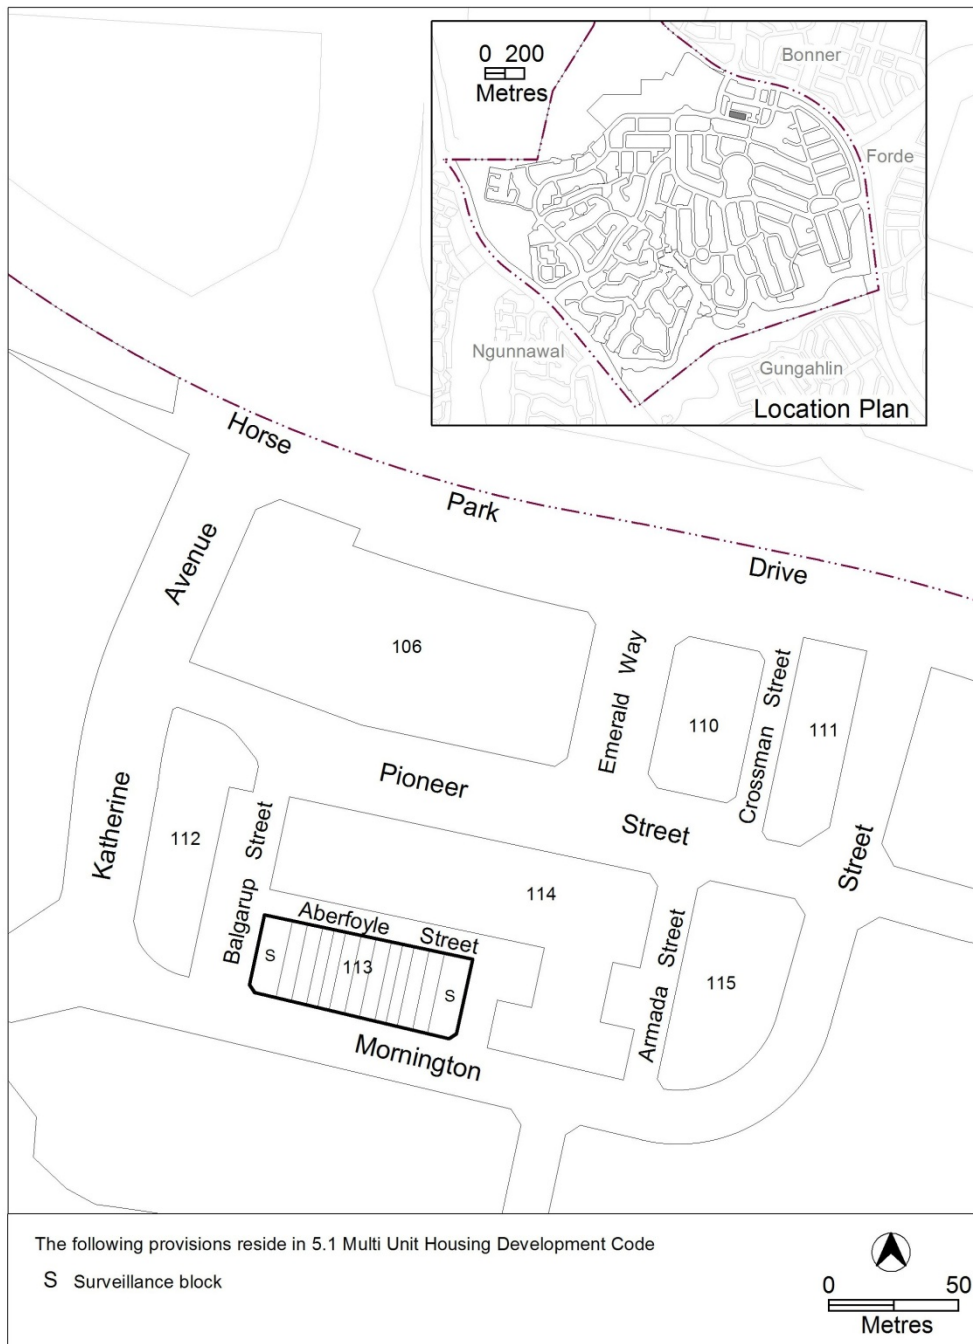 0 200
Metres
Bonner
Forde
Ngunnawal
Gungahlin
Location Plan
Horse
Park
Drive
Avenue
Katherine
106
Emerald Way
110
Crossman Street
111
Pioneer
Street
Street
112
Balgarup Street
114
Aberfoyle Street
S
113
S
Armada Street
115
Mornington
The following provisions reside in 5.1 Multi Unit Housing Development Code
S Surveillance block
0 50
Metres